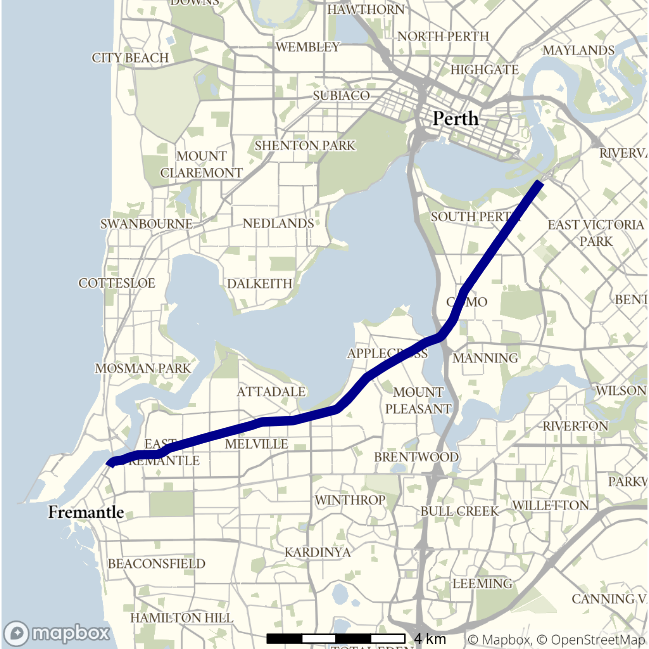 DOWNS
HAWTHORN
WEMBLEY
NORTH PERTH
MAYLANDS
CITY BEACH
HIGHGATE
SUBIACO
Perth
SHENTON PARK
MOUNT
CLAREMONT
RIVERVA
SWANBOURNE
NEDLANDS
SOUTH PERTH
EAST VICTORIA
PARK
COTTESLOE
DALKEITH
COMO
BENT
APPLECROSS
MANNING
MOSMAN PARK
ATTADALE
MOUNT
PLEASANT
WILSON
RIVERTON
EAST
FREMANTLE
MELVILLE
BRENTWOOD
PARKW
WINTHROP
WILLETTON
Fremantle
BULL CREEK
KARDINYA
BEACONSFIELD
LEEMING
CANNING VA
HAMILTON HILL
mapbox
4 km
© Mapbox, © OpenStreetMap